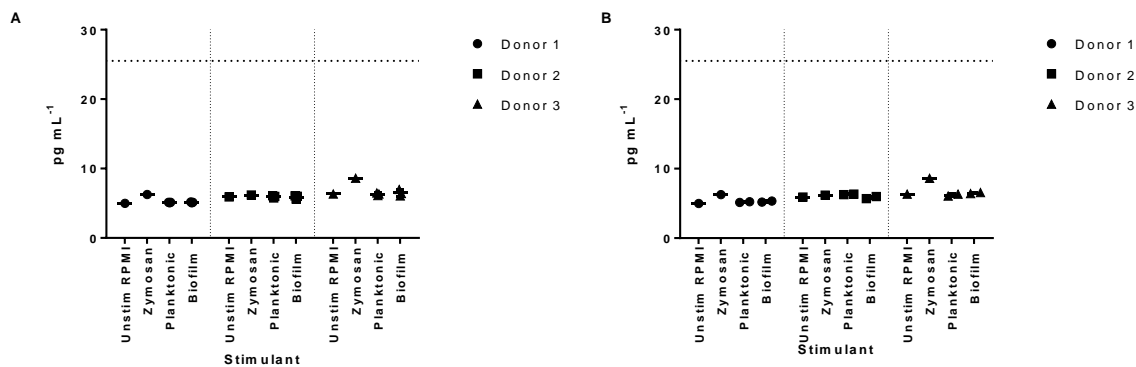 A
30
20
10
0
pg mL⁻¹
Unstim RPMI
Zymosan
Planktonic
Biofilm
Unstim RPMI
Zymosan
Planktonic
Biofilm
Unstim RPMI
Zymosan
Planktonic
Biofilm
Stimulant
Donor 1
Donor 2
Donor 3
B
30
20
10
0
pg mL⁻¹
Unstim RPMI
Zymosan
Planktonic
Biofilm
Unstim RPMI
Zymosan
Planktonic
Biofilm
Unstim RPMI
Zymosan
Planktonic
Biofilm
Stimulant
Donor 1
Donor 2
Donor 3